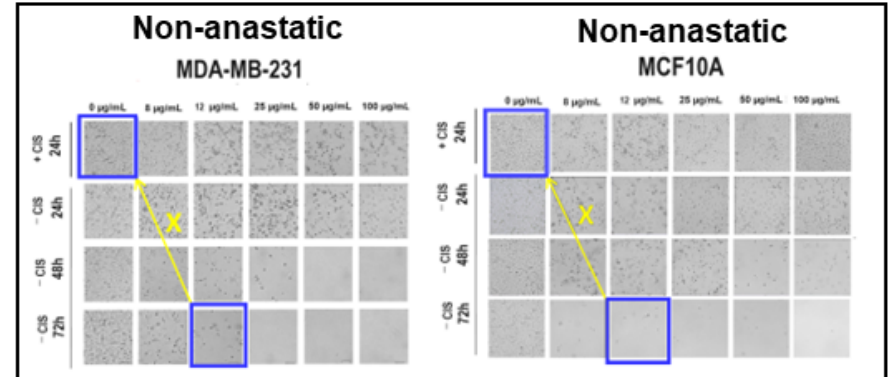 Non-anastatic
MDA-MB-231
0 µg/mL 8 µg/mL 12 µg/mL 25 µg/mL 50 µg/mL 100 µg/mL
+ CIS
24h
− CIS
24h
− CIS
48h
− CIS
72h
X
Non-anastatic
MCF10A
0 µg/mL 8 µg/mL 12 µg/mL 25 µg/mL 50 µg/mL 100 µg/mL
+ CIS
24h
− CIS
24h
− CIS
48h
− CIS
72h
X